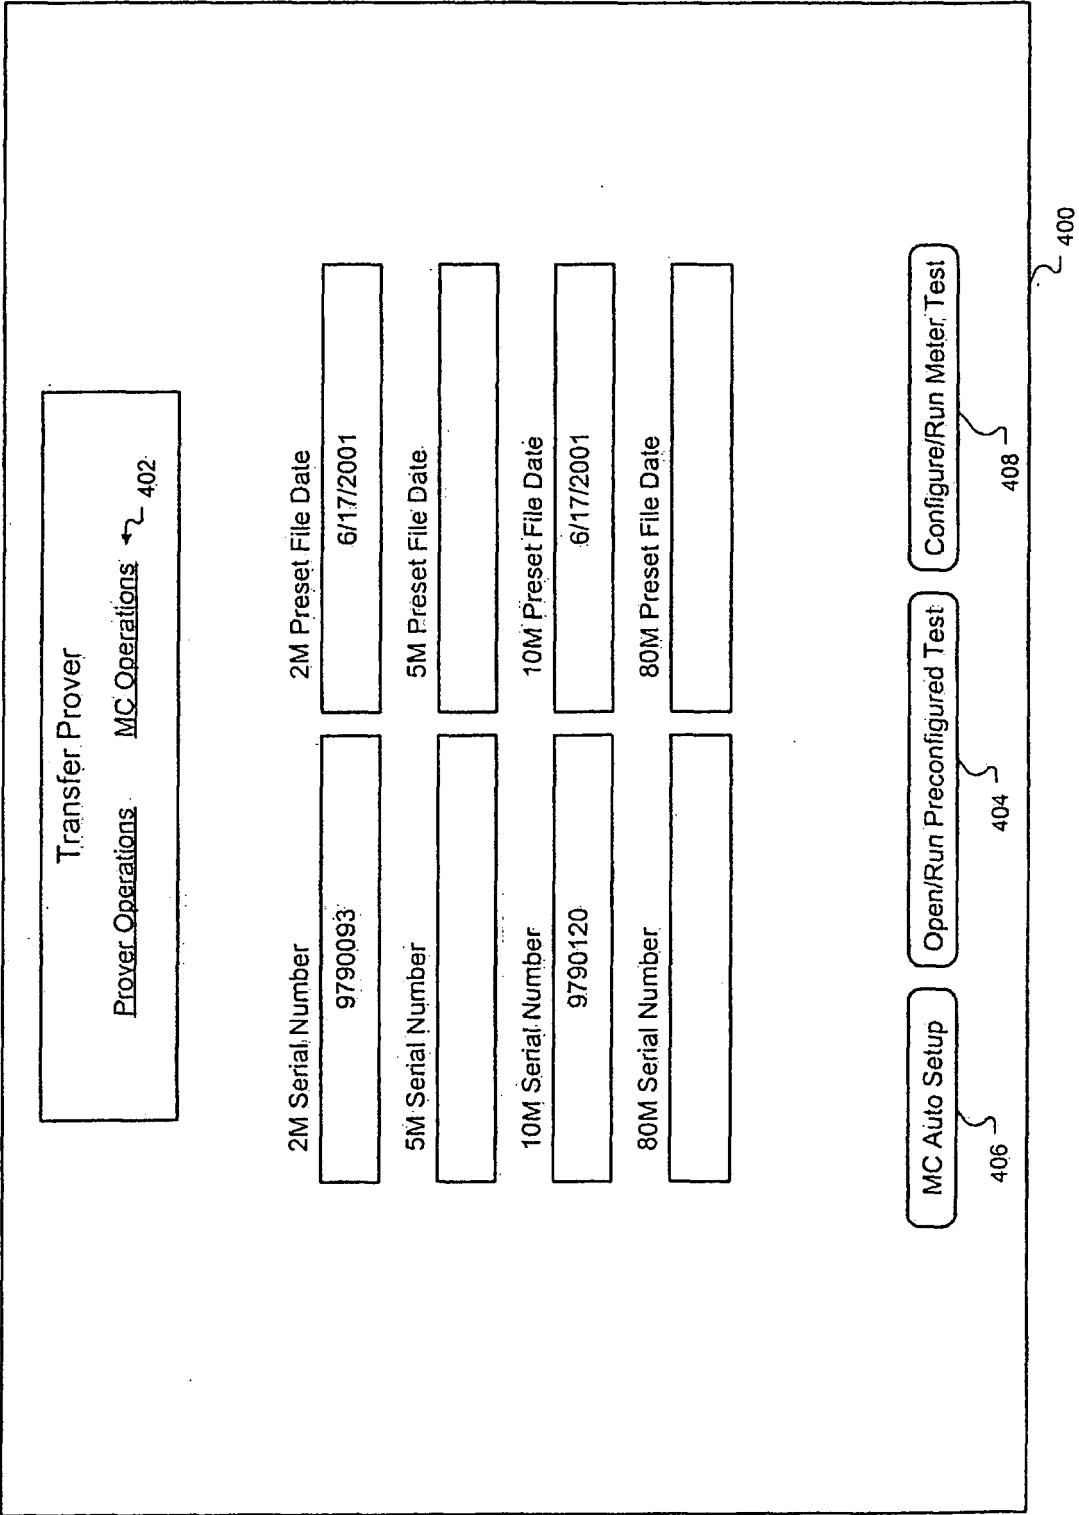 Transfer Prover
Prover Operations MC Operations 402
2M Serial Number 2M Preset File Date
9790093 6/17/2001
5M Serial Number 5M Preset File Date
10M Serial Number 10M Preset File Date
9790120 6/17/2001
80M Serial Number 80M Preset File Date
MC Auto Setup Open/Run Preconfigured Test Configure/Run Meter Test
406 404 408
400